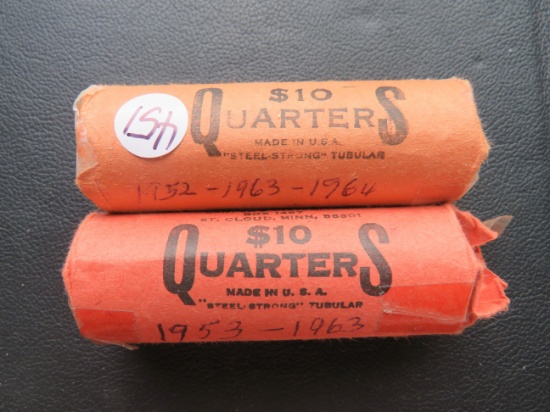 $10
QUARTERS
MADE IN U.S.A.
"STEEL-STRONG" TUBULAR
1952-1963-1964
ST. CLOUD, MINN. 56301
$10
QUARTERS
MADE IN U.S.A.
"STEEL-STRONG" TUBULAR
1953-1963